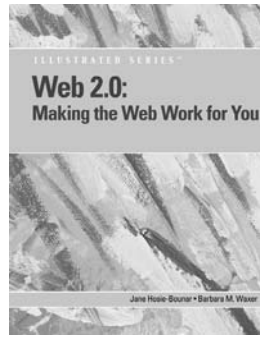 ILLUSTRATED SERIES™
Web 2.0:
Making the Web Work for You
Jane Hosie-Bounar • Barbara M. Waxer